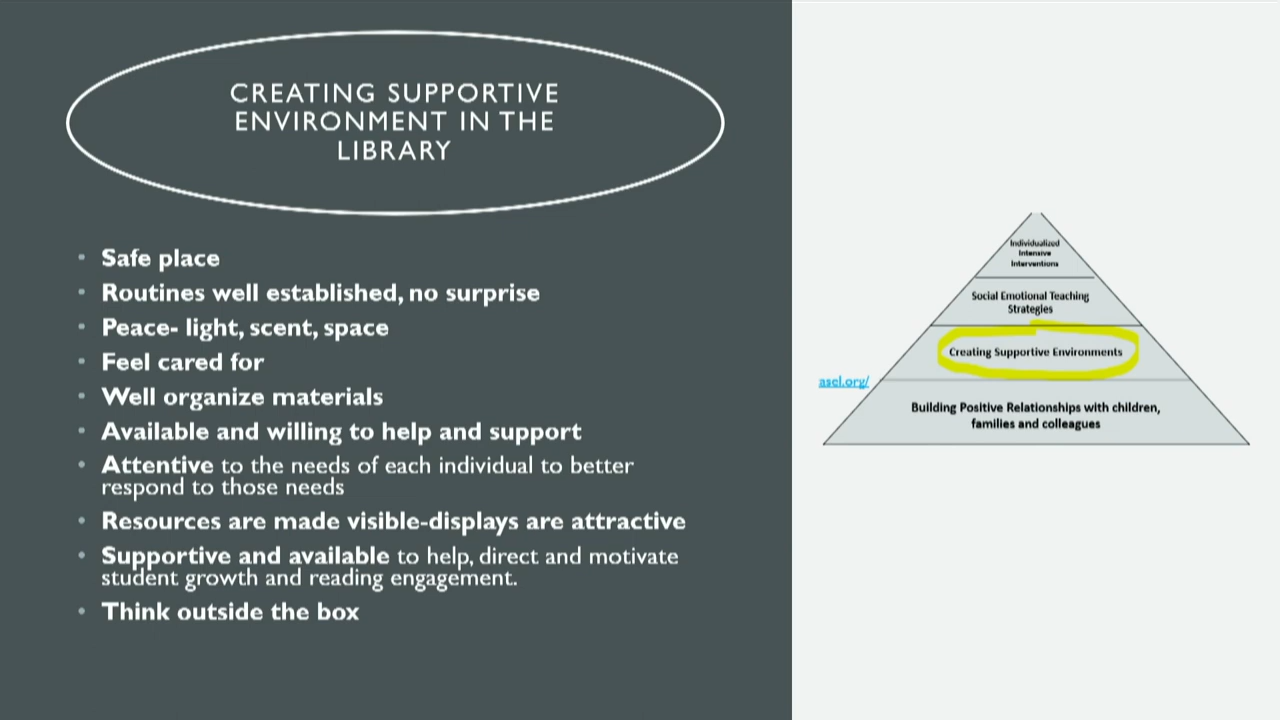 CREATING SUPPORTIVE
ENVIRONMENT IN THE
LIBRARY
• Safe place
• Routines well established, no surprise
• Peace- light, scent, space
• Feel cared for
• Well organize materials
• Available and willing to help and support
• Attentive to the needs of each individual to better
respond to those needs
• Resources are made visible-displays are attractive
• Supportive and available to help, direct and motivate
student growth and reading engagement.
• Think outside the box
Individualized
Intensive
Interventions
Social Emotional Teaching
Strategies
Creating Supportive Environments
asel.org/
Building Positive Relationships with children,
families and colleagues